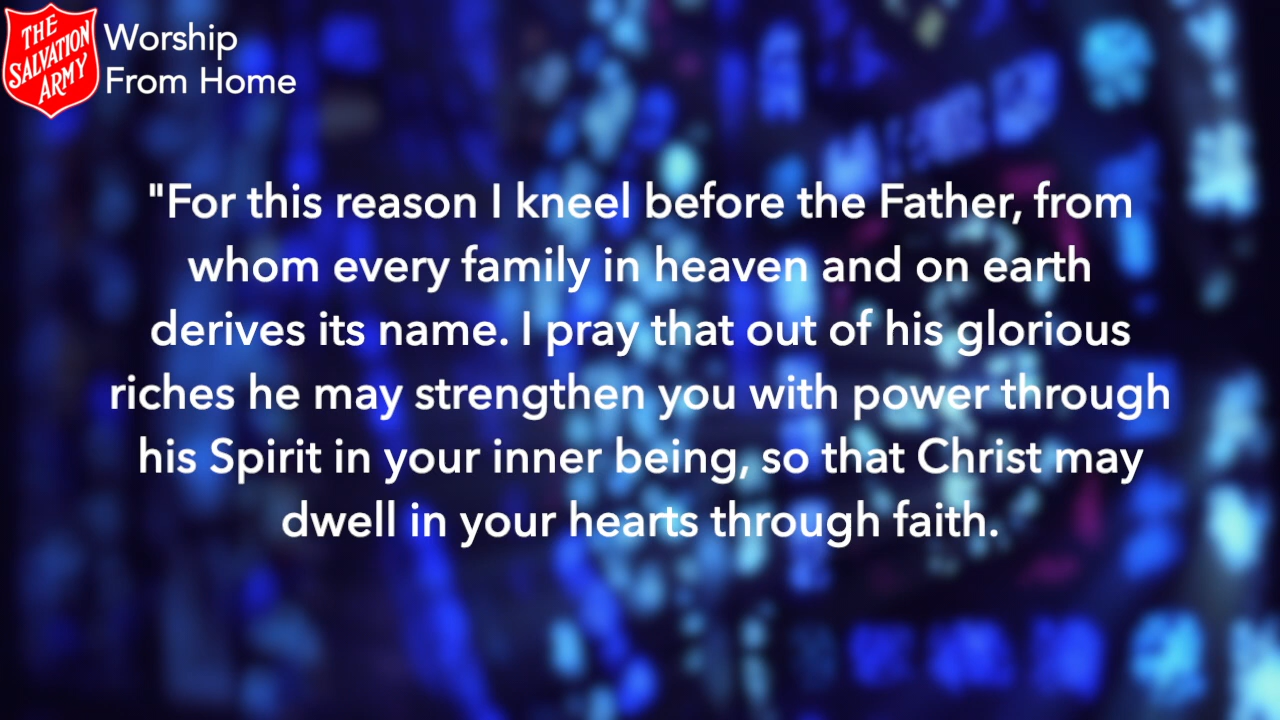 THE
SALVATION
ARMY
Worship
From Home
"For this reason I kneel before the Father, from
whom every family in heaven and on earth
derives its name. I pray that out of his glorious
riches he may strengthen you with power through
his Spirit in your inner being, so that Christ may
dwell in your hearts through faith.